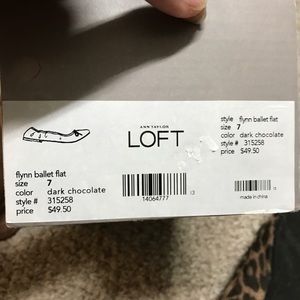 flynn ballet flat
size 7
color dark chocolate
style # 315258
price $49.50
ANN TAYLOR
LOFT
14064777
13
style flynn ballet flat
size 7
color dark chocolate
style # 315258
price $49.50
made in china